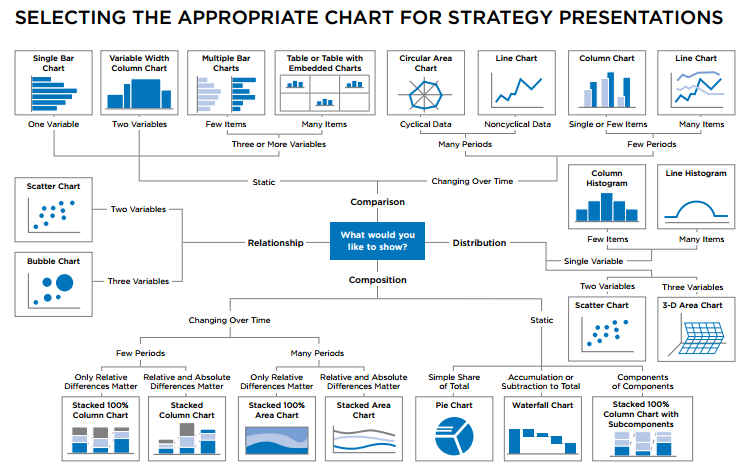 SELECTING THE APPROPRIATE CHART FOR STRATEGY PRESENTATIONS
Single Bar
Chart
Variable Width
Column Chart
Multiple Bar
Charts
Table or Table with
Embedded Charts
Circular Area
Chart
Line Chart
Column Chart
Line Chart
One Variable
Two Variables
Few Items
Many Items
Cyclical Data
Noncyclical Data
Single or Few Items
Many Items
Three or More Variables
Many Periods
Few Periods
Static
Changing Over Time
Comparison
Scatter Chart
Two Variables
Bubble Chart
Three Variables
Relationship
What would you
like to show?
Distribution
Column
Histogram
Line Histogram
Few Items
Many Items
Single Variable
Two Variables
Three Variables
Scatter Chart
3-D Area Chart
Composition
Changing Over Time
Static
Few Periods
Many Periods
Only Relative
Differences Matter
Relative and Absolute
Differences Matter
Only Relative
Differences Matter
Relative and Absolute
Differences Matter
Simple Share
of Total
Accumulation or
Subtraction to Total
Components
of Components
Stacked 100%
Column Chart
Stacked
Column Chart
Stacked 100%
Area Chart
Stacked Area
Chart
Pie Chart
Waterfall Chart
Stacked 100%
Column Chart with
Subcomponents